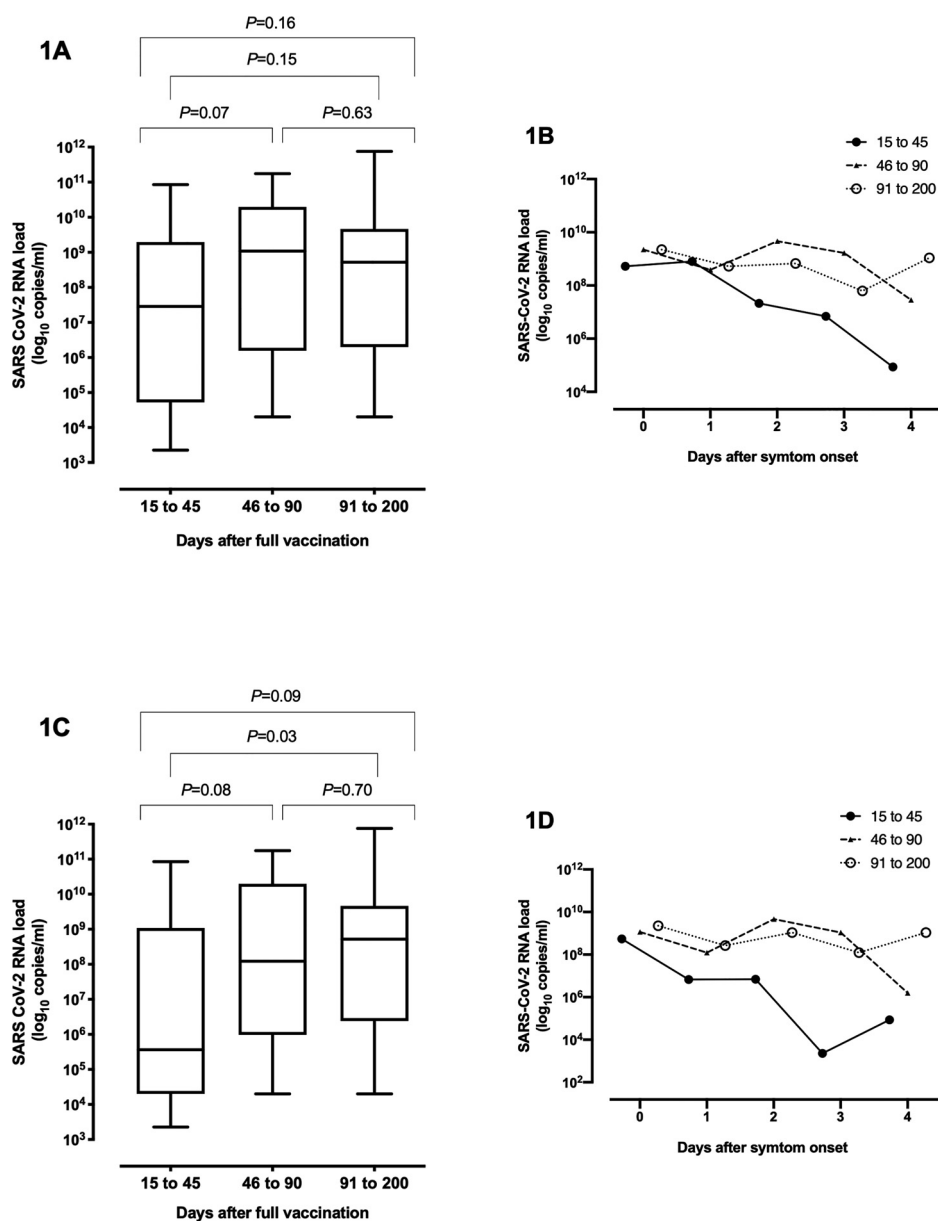 1A
P=0.16
P=0.15
P=0.07
P=0.63
SARS CoV-2 RNA load
(log10 copies/ml)
10¹²
10¹¹
10¹⁰
10⁹
10⁸
10⁷
10⁶
10⁵
10⁴
10³
15 to 45
46 to 90
91 to 200
Days after full vaccination
1B
15 to 45
46 to 90
91 to 200
SARS-CoV-2 RNA load
(log10 copies/ml)
10¹²
10¹⁰
10⁸
10⁶
10⁴
0
1
2
3
4
Days after symtom onset
1C
P=0.09
P=0.03
P=0.08
P=0.70
SARS CoV-2 RNA load
(log10 copies/ml)
10¹²
10¹¹
10¹⁰
10⁹
10⁸
10⁷
10⁶
10⁵
10⁴
10³
15 to 45
46 to 90
91 to 200
Days after full vaccination
1D
15 to 45
46 to 90
91 to 200
SARS-CoV-2 RNA load
(log10 copies/ml)
10¹²
10¹⁰
10⁸
10⁶
10⁴
10²
0
1
2
3
4
Days after symtom onset